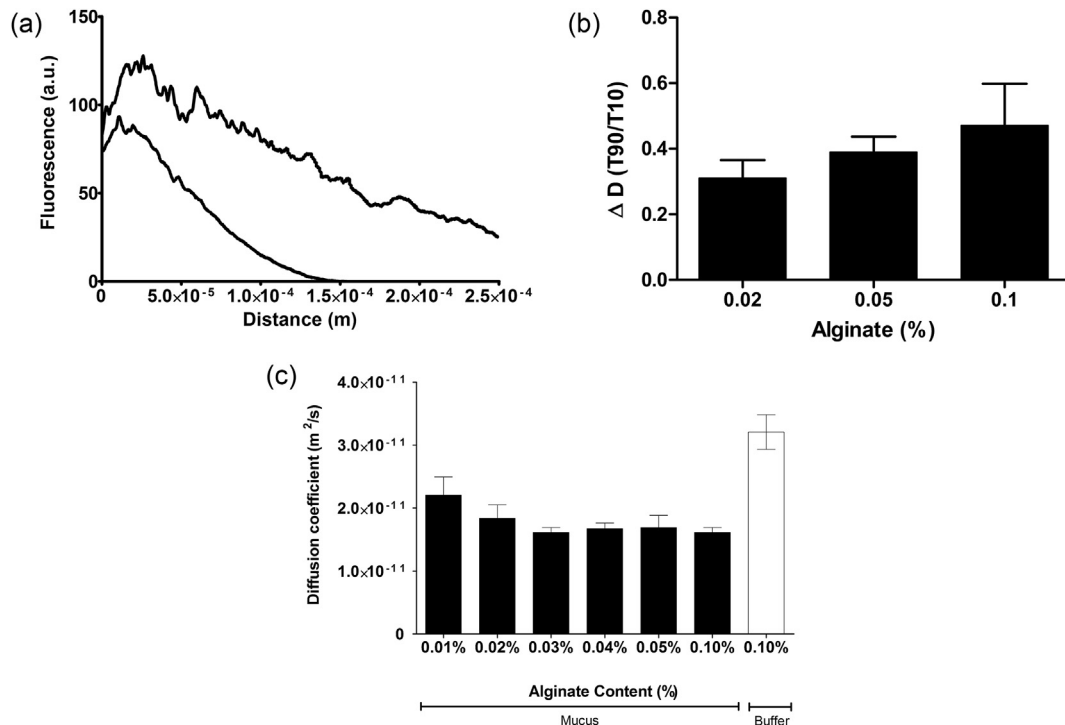 (a)
150
100
50
0
Fluorescence (a.u.)
0 5.0×10⁻⁵ 1.0×10⁻⁴ 1.5×10⁻⁴ 2.0×10⁻⁴ 2.5×10⁻⁴
Distance (m)
(b)
0.8
0.6
0.4
0.2
0.0
Δ D (T90/T10)
0.02 0.05 0.1
Alginate (%)
(c)
4.0×10⁻¹¹
3.0×10⁻¹¹
2.0×10⁻¹¹
1.0×10⁻¹¹
0
Diffusion coefficient (m²/s)
0.01% 0.02% 0.03% 0.04% 0.05% 0.10% 0.10%
Alginate Content (%)
Mucus Buffer